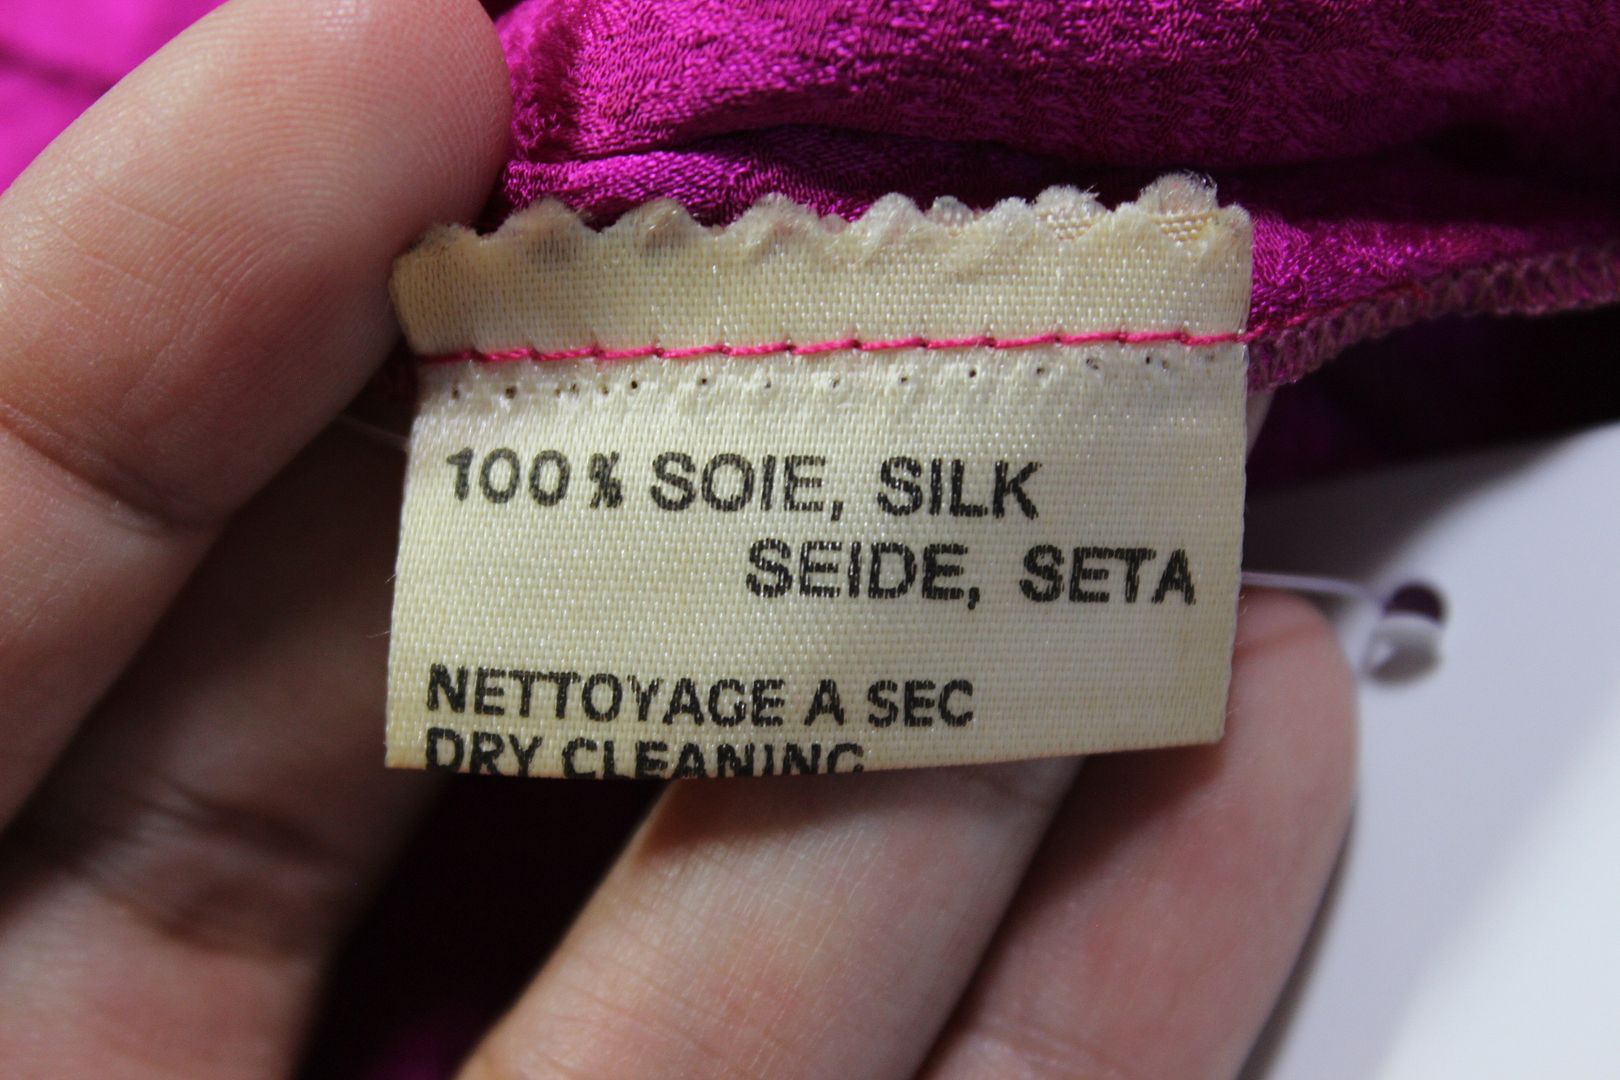 100% SOIE, SILK
SEIDE, SETA
NETTOYAGE A SEC
DRY CLEANING